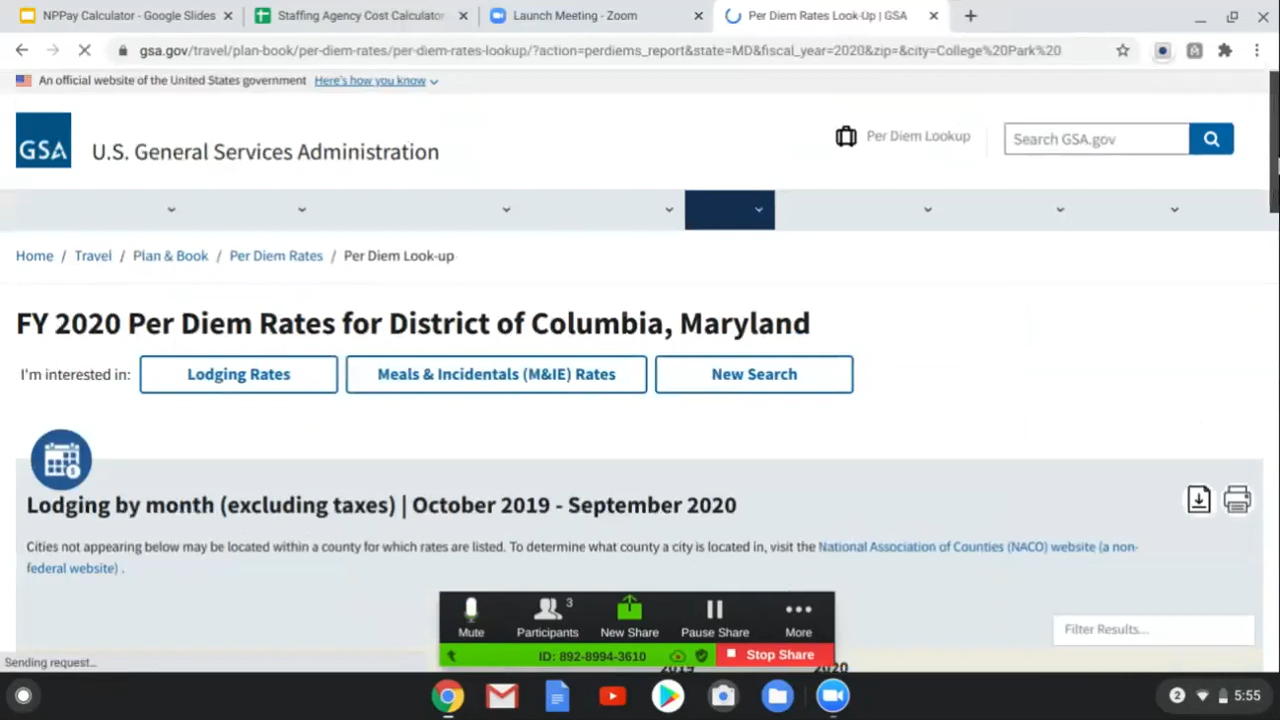 NPPay Calculator - Google Slides
Staffing Agency Cost Calculator
Launch Meeting - Zoom
Per Diem Rates Look-Up | GSA
gsa.gov/travel/plan-book/per-diem-rates/per-diem-rates-lookup/?action=perdiems_report&state=MD&fiscal_year=2020&zip=&city=College%20Park%20
An official website of the United States government Here's how you know
GSA
U.S. General Services Administration
Per Diem Lookup
Search GSA.gov
Home / Travel / Plan & Book / Per Diem Rates / Per Diem Look-up
FY 2020 Per Diem Rates for District of Columbia, Maryland
I'm interested in: Lodging Rates Meals & Incidentals (M&IE) Rates New Search
Lodging by month (excluding taxes) | October 2019 - September 2020
Cities not appearing below may be located within a county for which rates are listed. To determine what county a city is located in, visit the National Association of Counties (NACO) website (a non-
federal website) .
3
Mute Participants New Share Pause Share More
Filter Results...
ID: 892-8994-3610 Stop Share
Sending request...
2019 2020
2 5:55